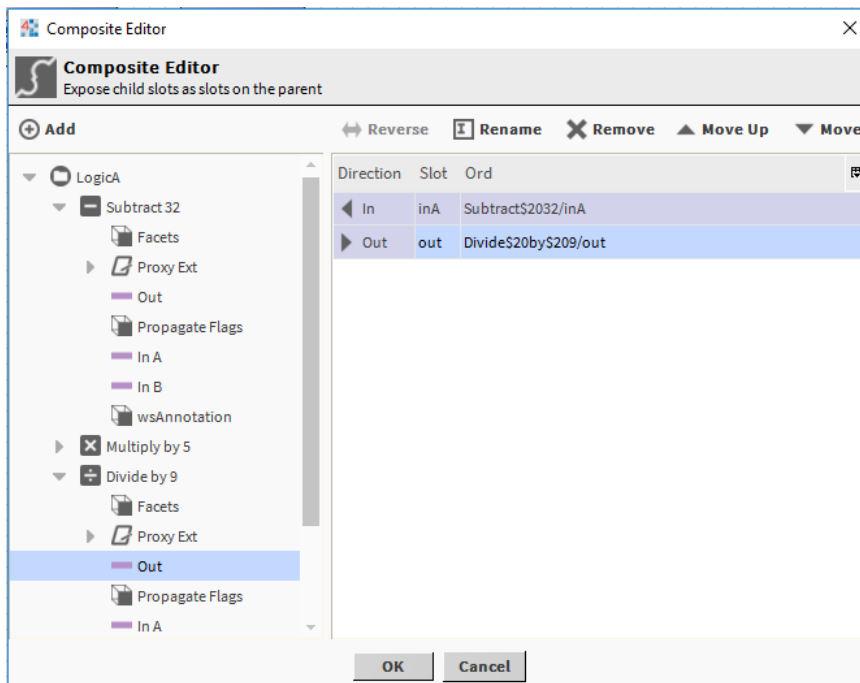 Composite Editor
Composite Editor
Expose child slots as slots on the parent
Add
Reverse Rename Remove Move Up Move
Direction Slot Ord
In inA Subtract$2032/inA
Out out Divide$20by$209/out
LogicA
Subtract 32
Facets
Proxy Ext
Out
Propagate Flags
In A
In B
wsAnnotation
Multiply by 5
Divide by 9
Facets
Proxy Ext
Out
Propagate Flags
In A
OK Cancel